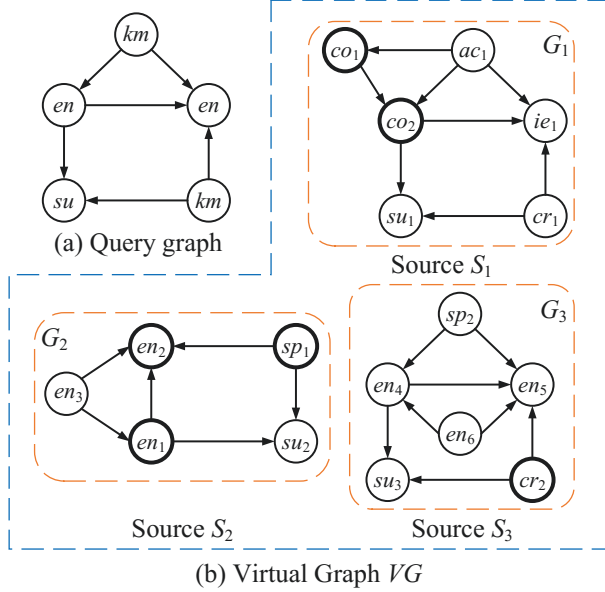 km
en
en
su
km
(a) Query graph
co₁
ac₁
G₁
co₂
ie₁
su₁
cr₁
Source S₁
G₂
en₂
sp₁
en₃
en₁
su₂
Source S₂
sp₂
G₃
en₄
en₅
en₆
su₃
cr₂
Source S₃
(b) Virtual Graph VG